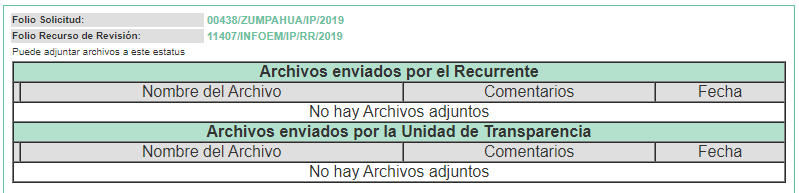 Folio Solicitud: 00438/ZUMPAHUA/IP/2019
Folio Recurso de Revisión: 11407/INFOEM/IP/RR/2019
Puede adjuntar archivos a este estatus
Archivos enviados por el Recurrente
Nombre del Archivo Comentarios Fecha
No hay Archivos adjuntos
Archivos enviados por la Unidad de Transparencia
Nombre del Archivo Comentarios Fecha
No hay Archivos adjuntos